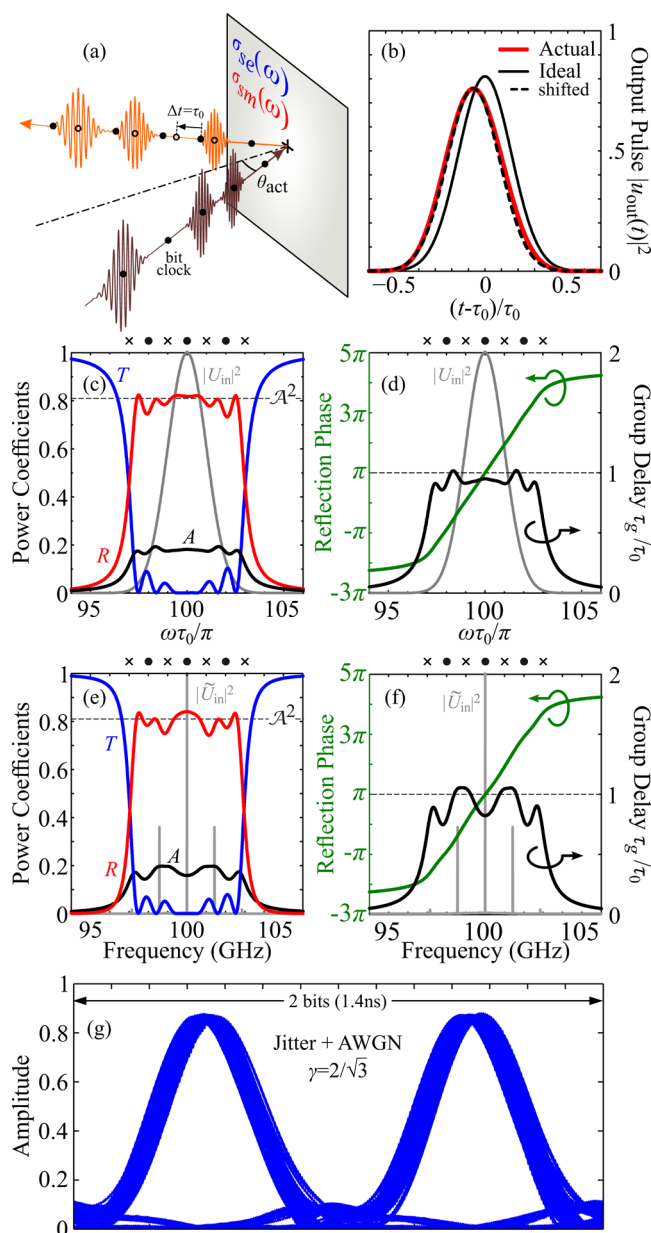 (a)
σse(ω)
σsm(ω)
Δt=τ0
θact
bit
clock
(b)
Actual
Ideal
shifted
1
.5
0
Output Pulse |uout(t)|²
−0.5 0 0.5
(t-τ0)/τ0
(c)
T
|Uin|²
𝒜²
A
R
Power Coefficients
1
0.8
0.6
0.4
0.2
0
95 100 105
ωτ0/π
(d)
|Uin|²
Reflection Phase
5π
3π
π
-π
-3π
2
1
0
Group Delay τg/τ0
95 100 105
ωτ0/π
(e)
|Ũin|²
𝒜²
T
A
R
Power Coefficients
1
0.8
0.6
0.4
0.2
0
95 100 105
Frequency (GHz)
(f)
|Ũin|²
Reflection Phase
5π
3π
π
-π
-3π
2
1
0
Group Delay τg/τ0
95 100 105
Frequency (GHz)
(g)
2 bits (1.4ns)
Jitter + AWGN
γ=2/√3
Amplitude
1
0.8
0.6
0.4
0.2
0